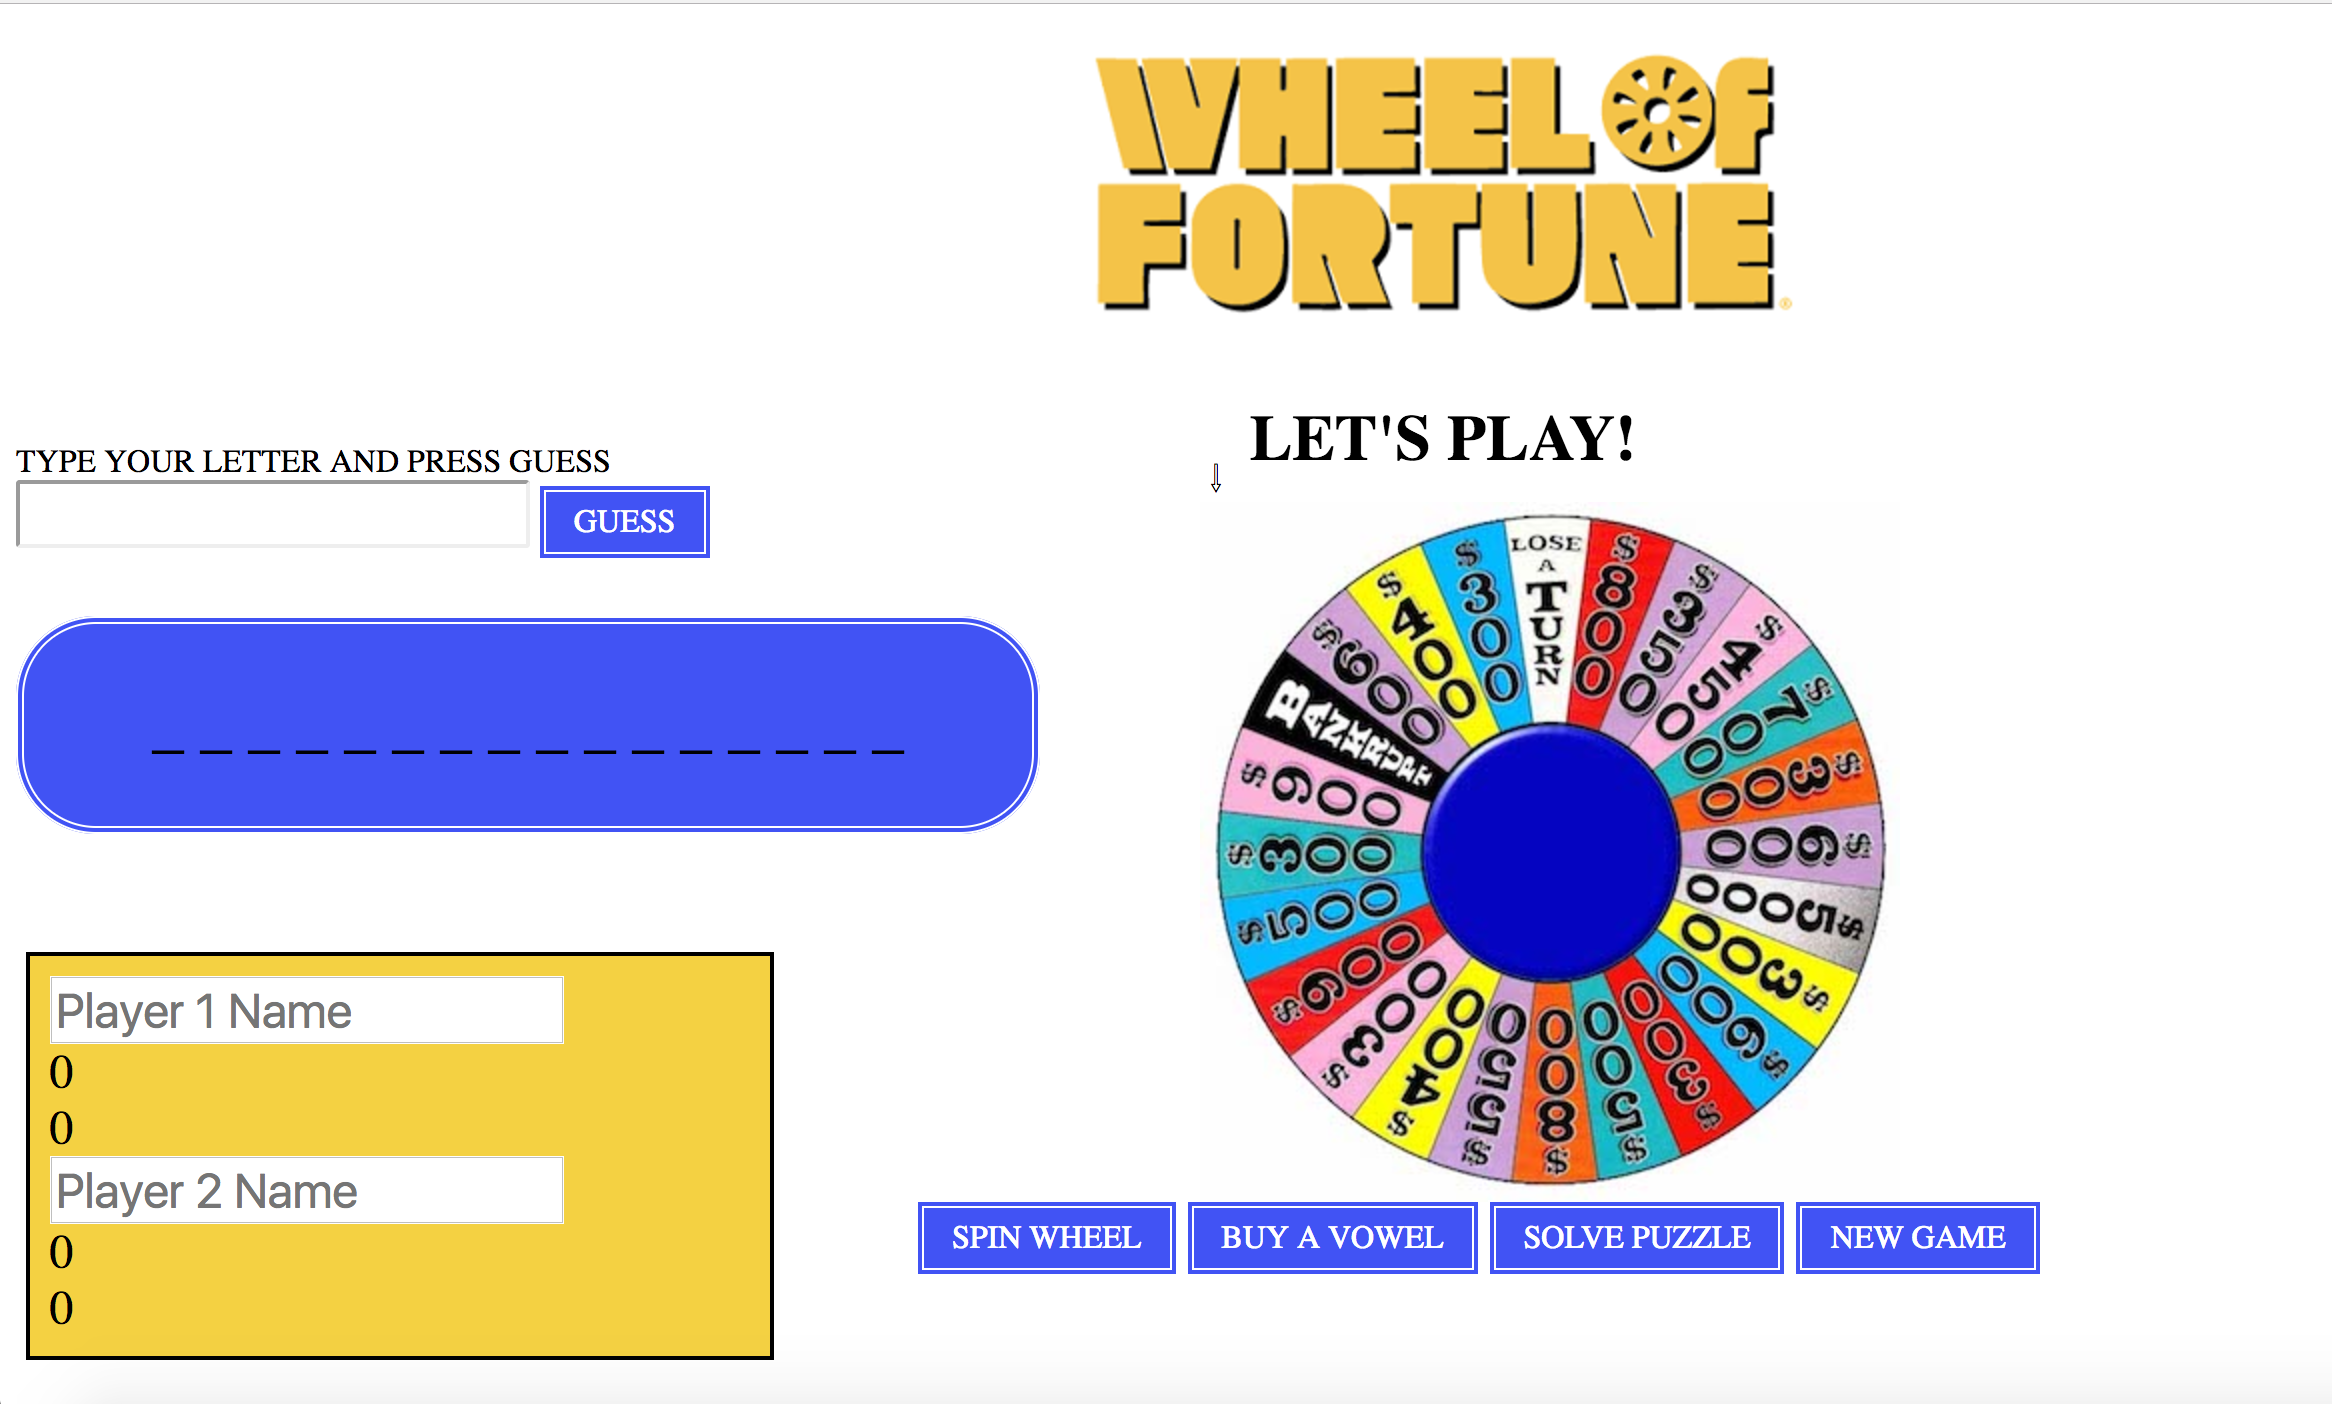 WHEEL OF
FORTUNE®
LET'S PLAY!
TYPE YOUR LETTER AND PRESS GUESS
GUESS
_ _ _ _ _ _ _ _ _ _ _ _ _ _ _ _
LOSE A TURN
$800
$350
$450
$700
$300
$600
$5000
$300
$600
$300
$500
$800
$550
$400
$300
$900
$500
$300
$900
BANKRUPT
$600
$400
$300
Player 1 Name
0
0
Player 2 Name
0
0
SPIN WHEEL
BUY A VOWEL
SOLVE PUZZLE
NEW GAME